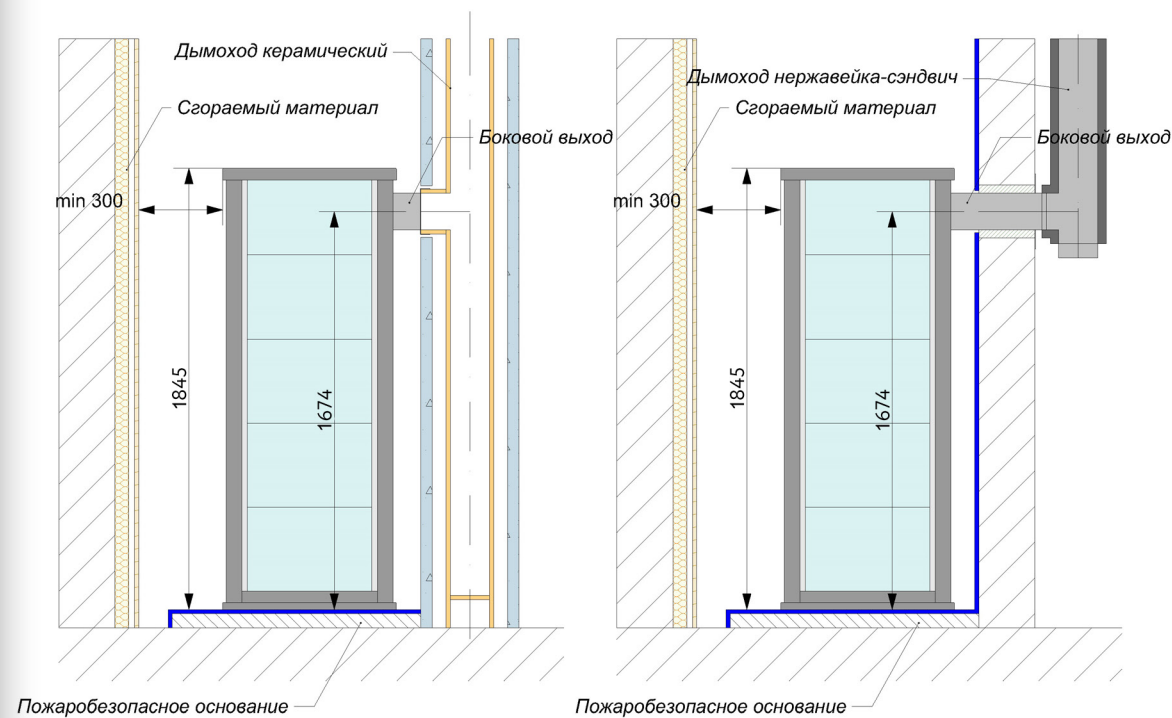 Дымоход керамический
Сгораемый материал
Боковой выход
min 300
1845
1674
Пожаробезопасное основание
Дымоход нержавейка-сэндвич
Сгораемый материал
Боковой выход
min 300
1845
1674
Пожаробезопасное основание